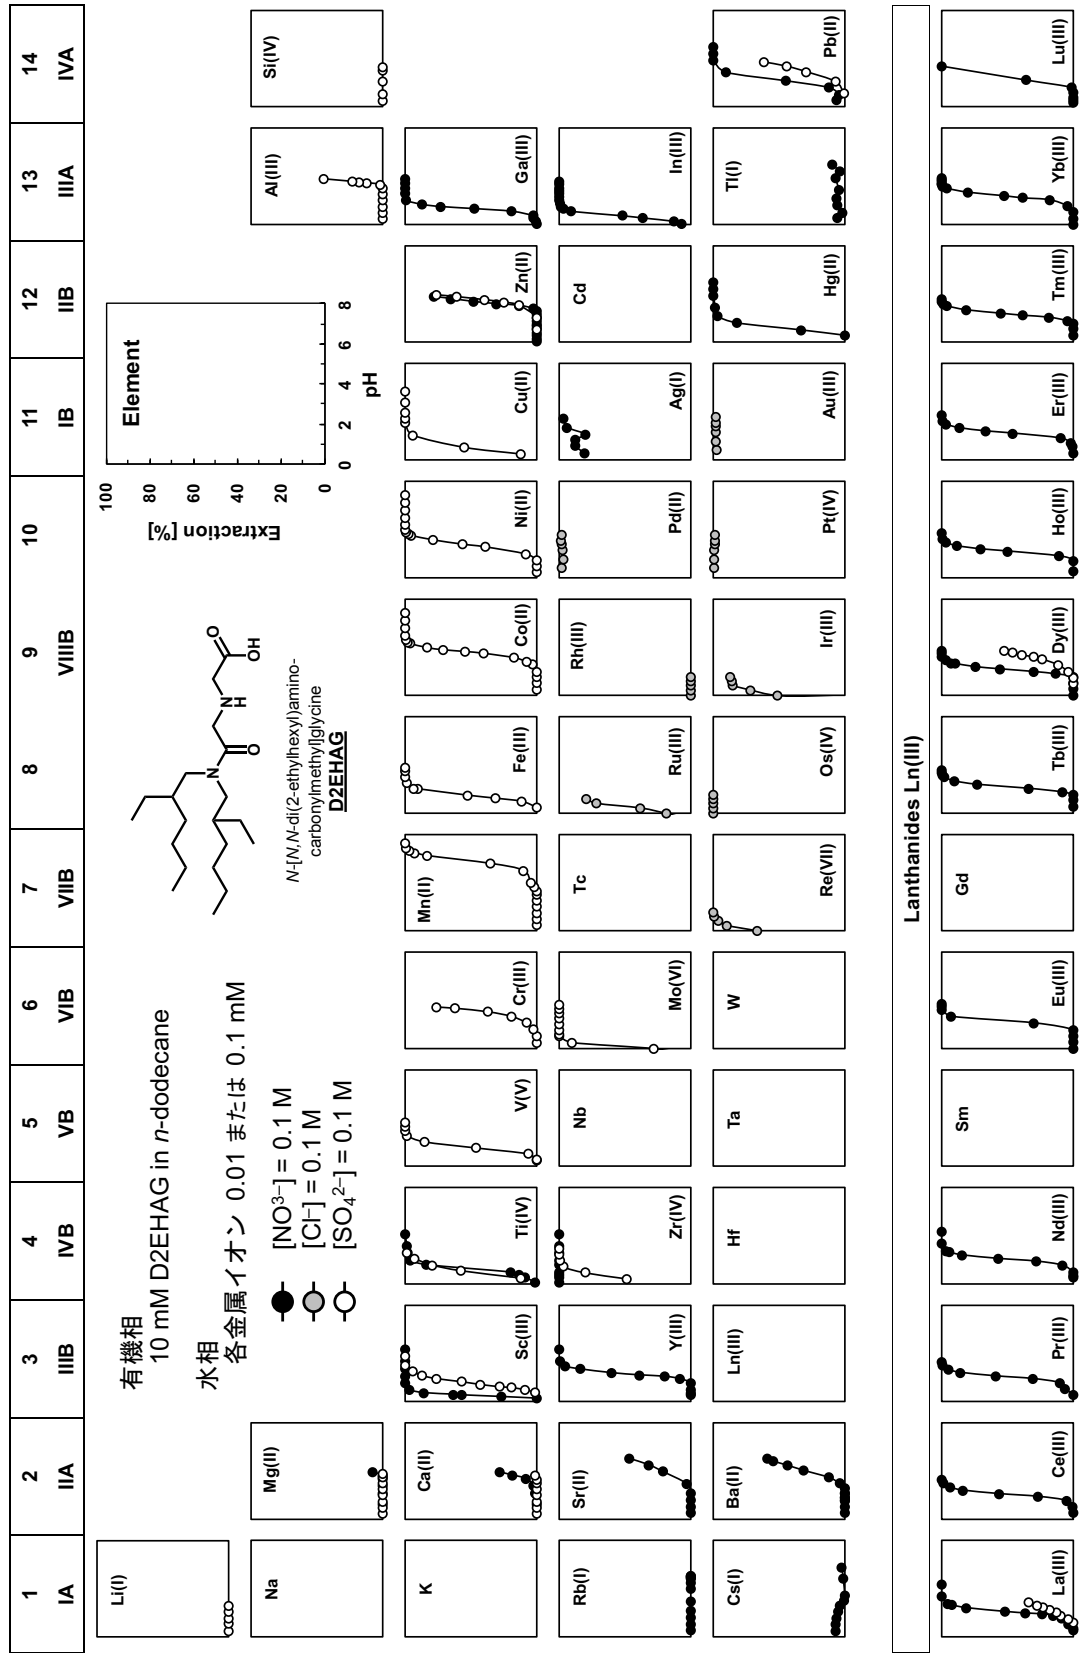 1 2 3 4 5 6 7 8 9 10 11 12 13 14
IA IIA IIIB IVB VB VIB VIIB VIIIB IB IIB IIIA IVA
Li(I)
有機相
10 mM D2EHAG in n-dodecane
水相
各金属イオン 0.01 または 0.1 mM
[NO³⁻] = 0.1 M
[Cl⁻] = 0.1 M
[SO₄²⁻] = 0.1 M
N
O
N
H
O
OH
N-[N,N-di(2-ethylhexyl)amino-
carbonylmethyl]glycine
D2EHAG
Extraction [%]
100
80
60
40
20
0
Element
0 2 4 6 8
pH
Na Mg(II) Al(III) Si(IV)
K Ca(II) Sc(III) Ti(IV) V(V) Cr(III) Mn(II) Fe(III) Co(II) Ni(II) Cu(II) Zn(II) Ga(III)
Rb(I) Sr(II) Y(III) Zr(IV) Nb Mo(VI) Tc Ru(III) Rh(III) Pd(II) Ag(I) Cd In(III)
Cs(I) Ba(II) Ln(III) Hf Ta W Re(VII) Os(IV) Ir(III) Pt(IV) Au(III) Hg(II) Tl(I) Pb(II)
Lanthanides Ln(III)
La(III) Ce(III) Pr(III) Nd(III) Sm Eu(III) Gd Tb(III) Dy(III) Ho(III) Er(III) Tm(III) Yb(III) Lu(III)